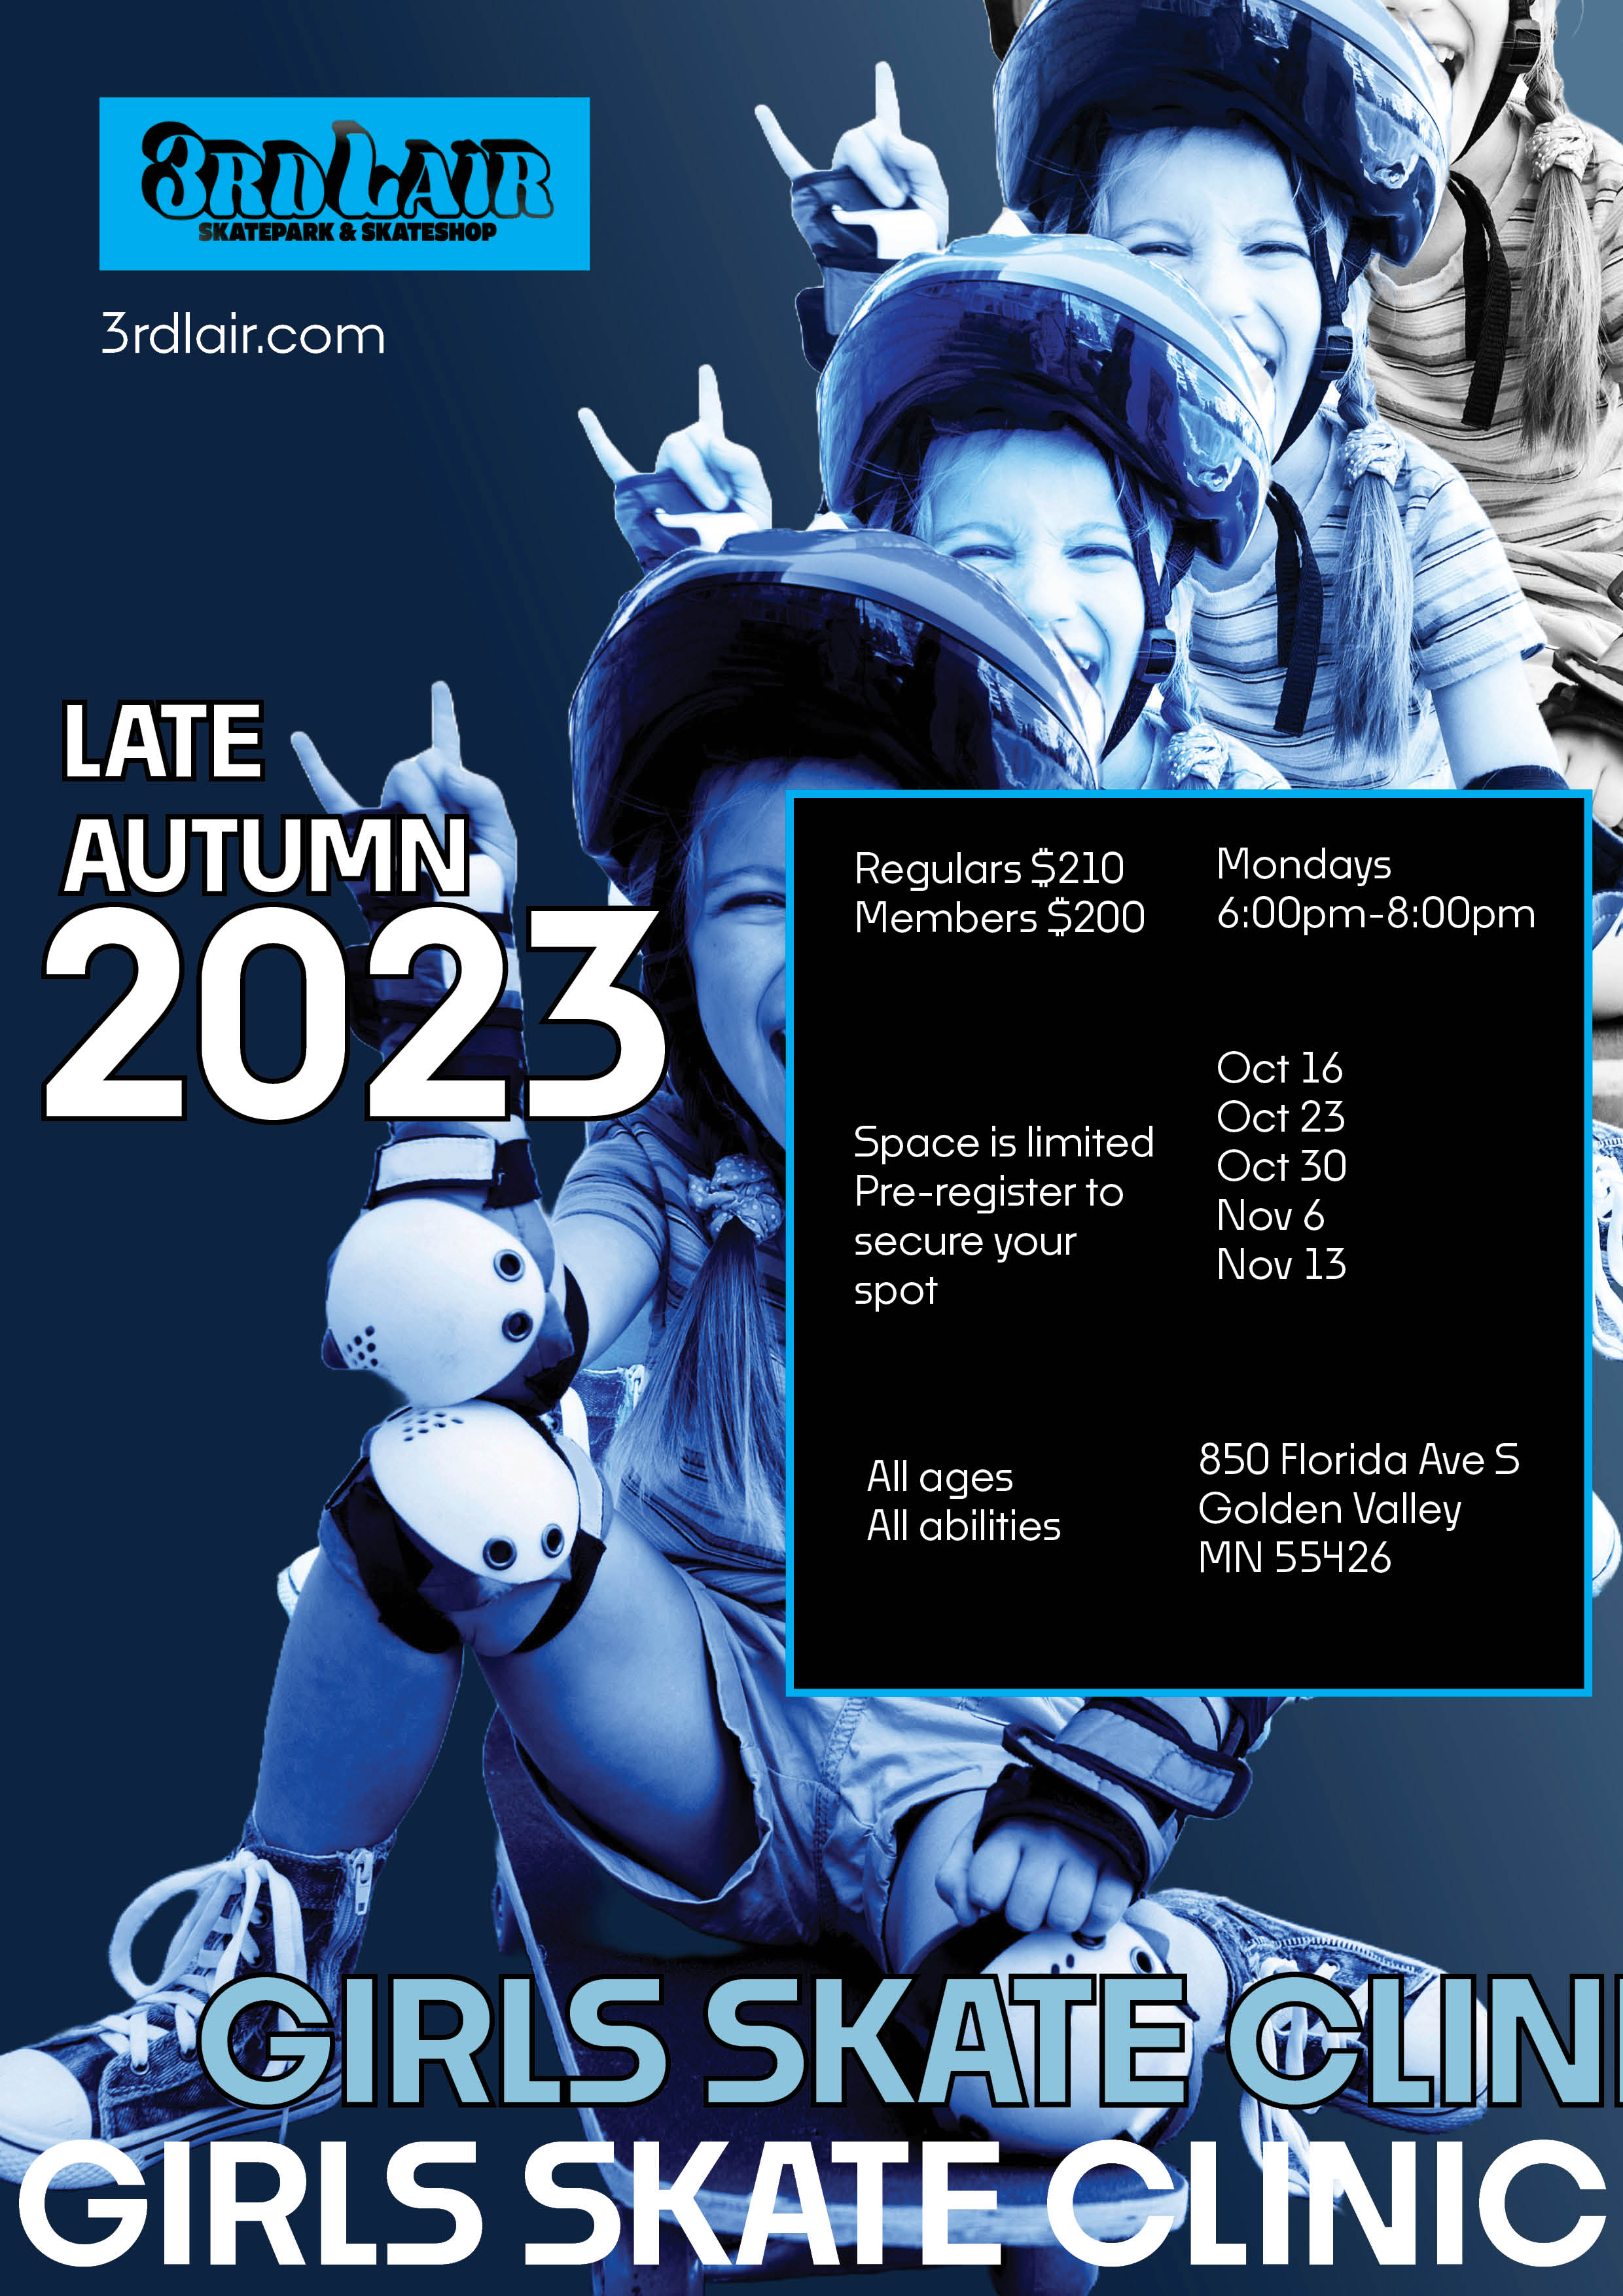 3RDLAIR
SKATEPARK & SKATESHOP
3rdlair.com
LATE
AUTUMN
2023
Regulars $210
Members $200
Mondays
6:00pm-8:00pm
Space is limited
Pre-register to
secure your
spot
Oct 16
Oct 23
Oct 30
Nov 6
Nov 13
All ages
All abilities
850 Florida Ave S
Golden Valley
MN 55426
GIRLS SKATE CLINI
GIRLS SKATE CLINIC